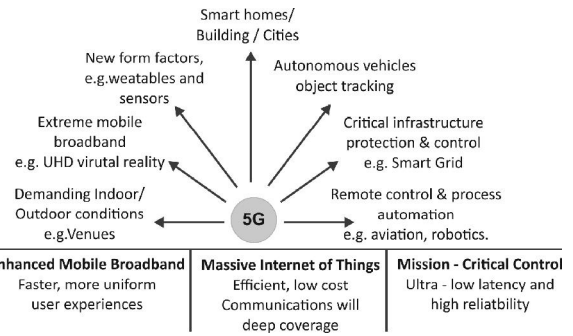 Smart homes/
Building / Cities
New form factors,
e.g.weatables and
sensors
Autonomous vehicles
object tracking
Extreme mobile
broadband
e.g. UHD virutal reality
Critical infrastructure
protection & control
e.g. Smart Grid
Demanding Indoor/
Outdoor conditions
e.g.Venues
5G
Remote control & process
automation
e.g. aviation, robotics.
nhanced Mobile Broadband
Faster, more uniform
user experiences
Massive Internet of Things
Efficient, low cost
Communications will
deep coverage
Mission - Critical Control
Ultra - low latency and
high reliatbility